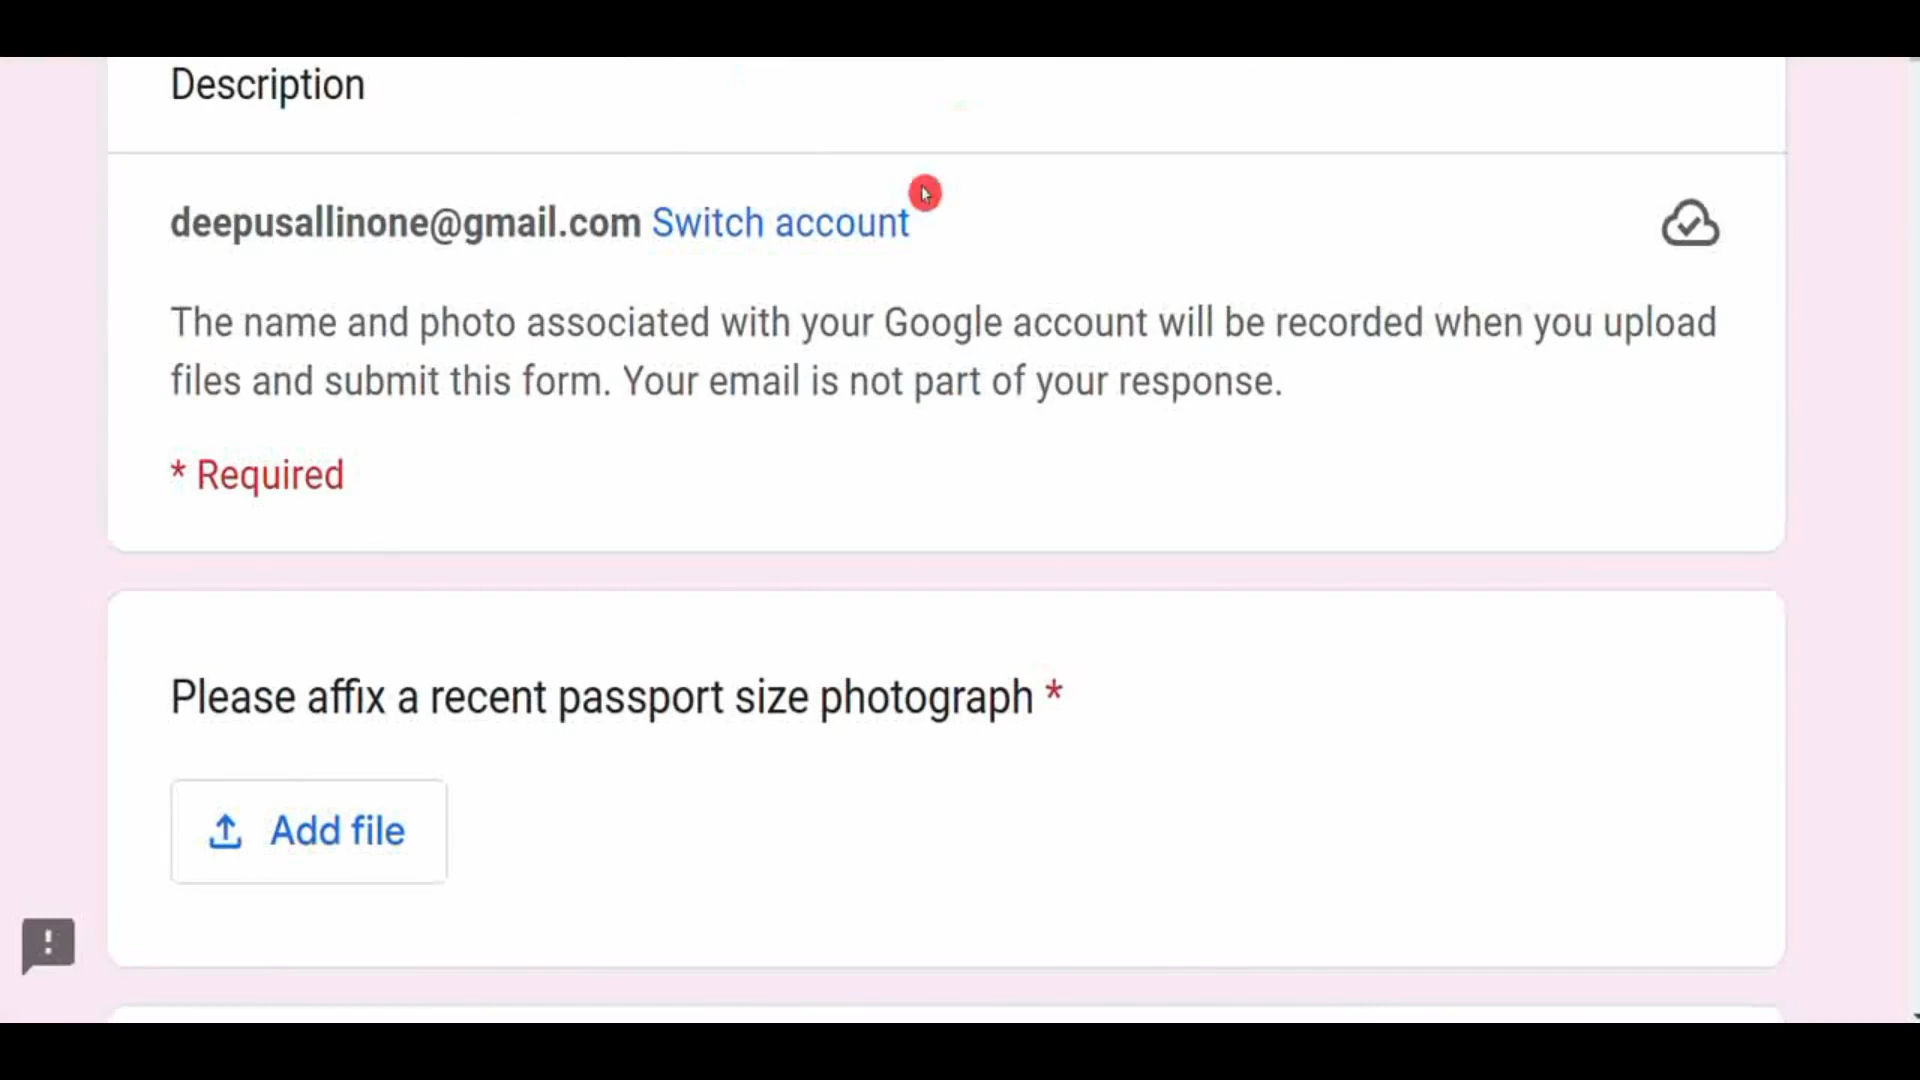 Description
deepusallinone@gmail.com Switch account
The name and photo associated with your Google account will be recorded when you upload
files and submit this form. Your email is not part of your response.
* Required
Please affix a recent passport size photograph *
Add file